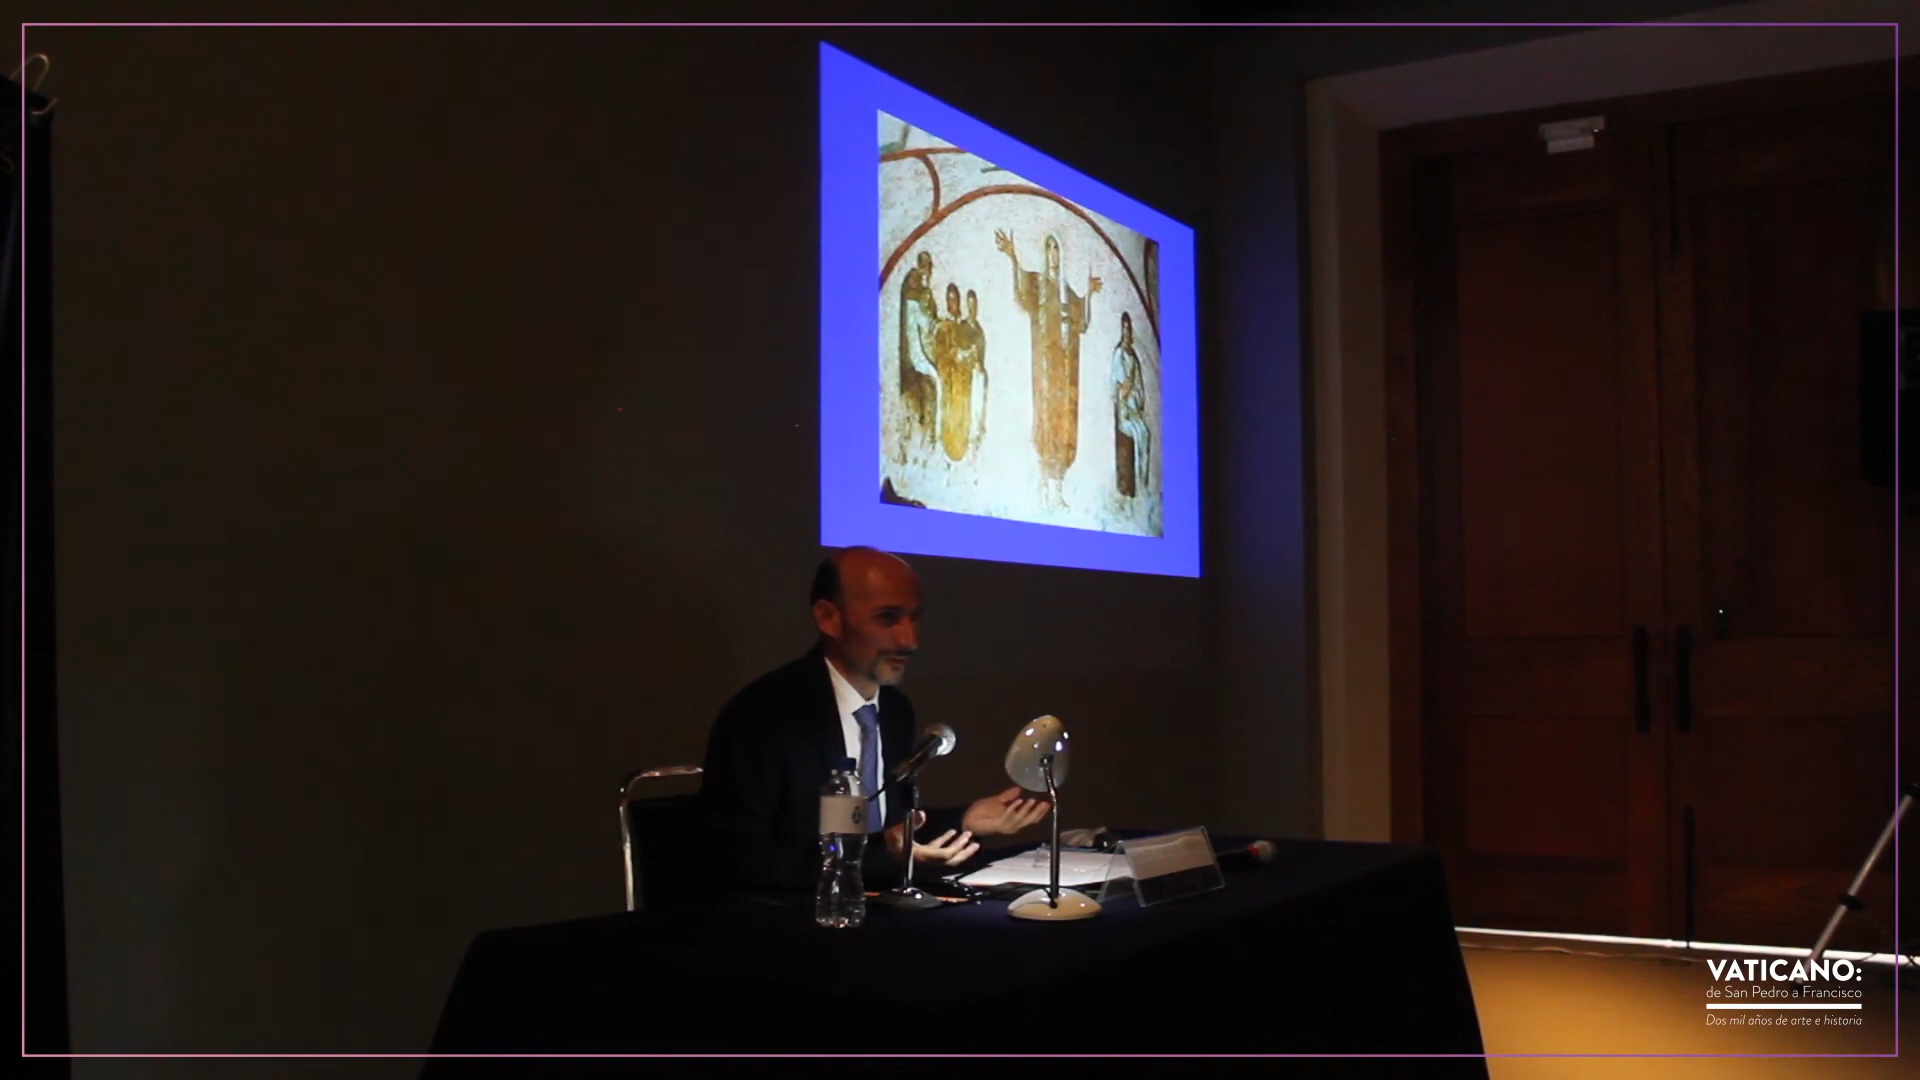 VATICANO:
de San Pedro a Francisco
Dos mil años de arte e historia